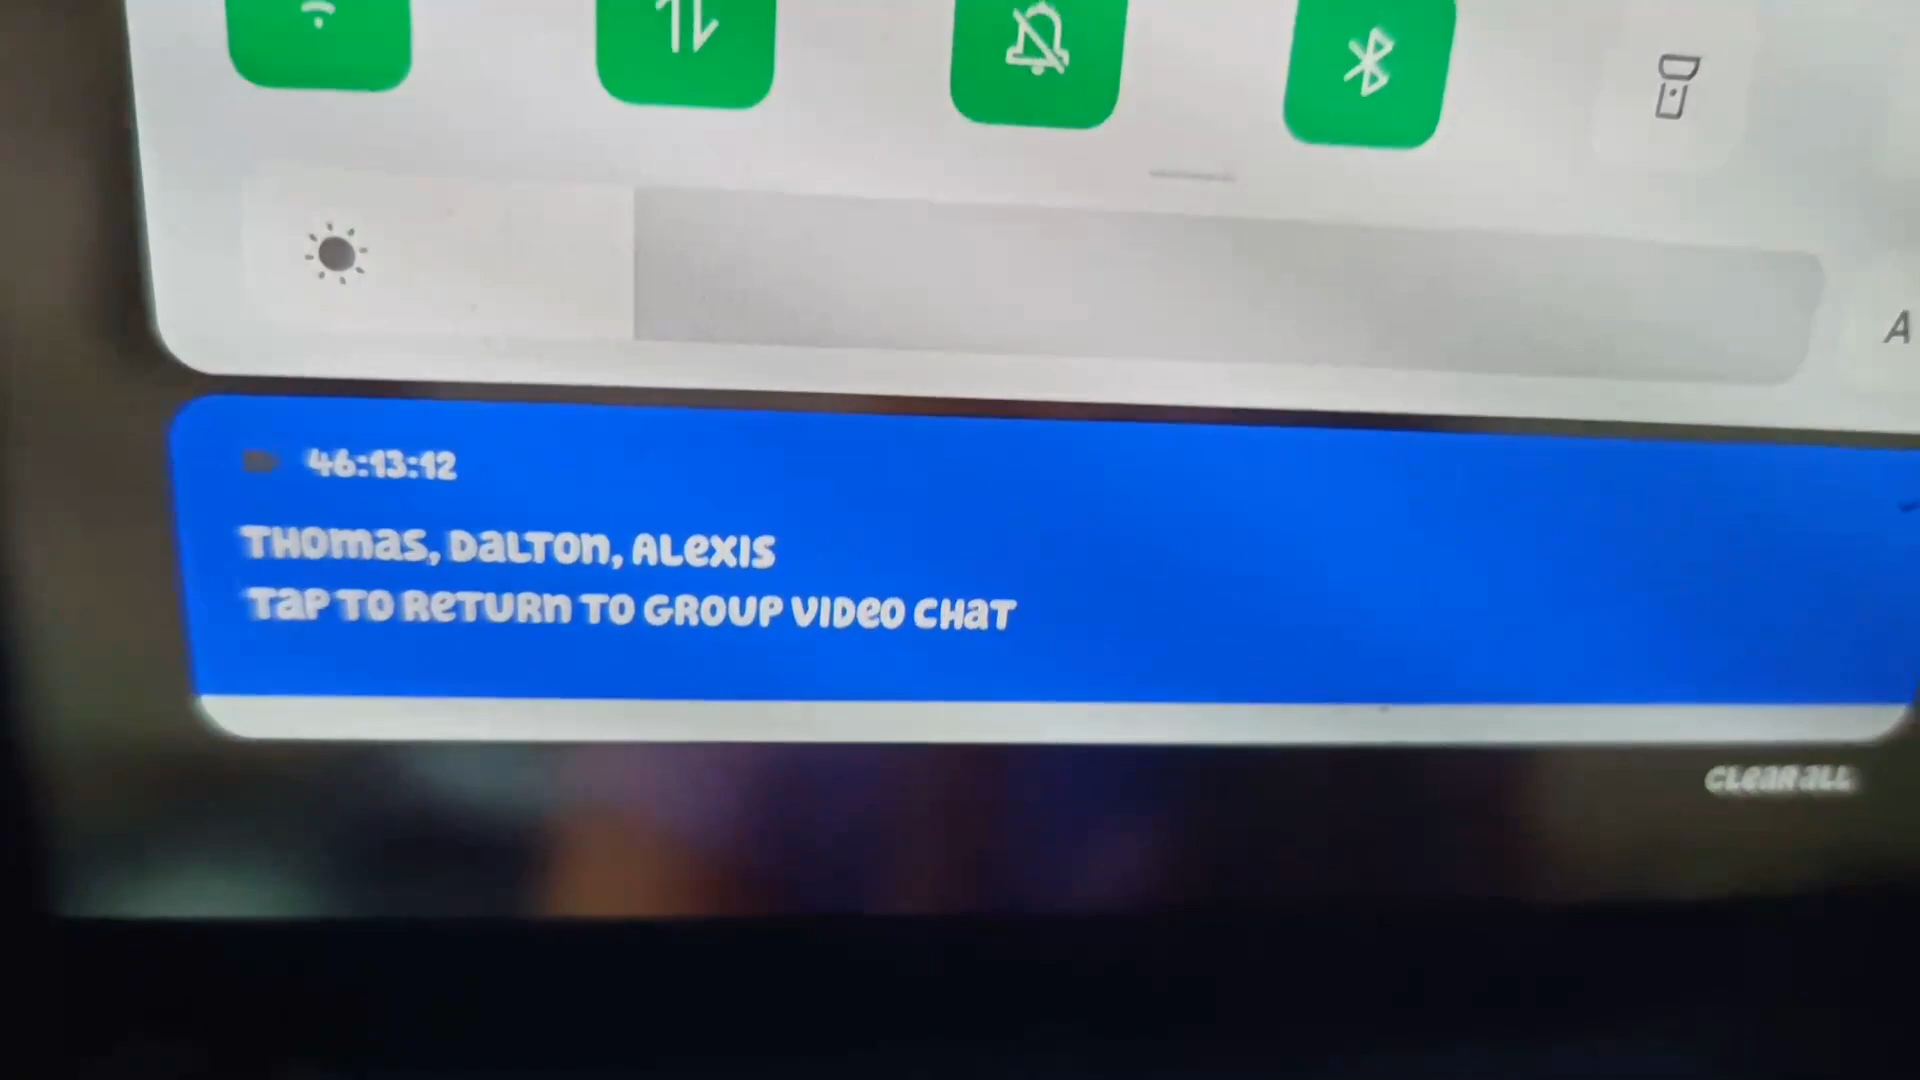 A
46:13:12
Thomas, Dalton, Alexis
Tap to return to group video chat
Clear all